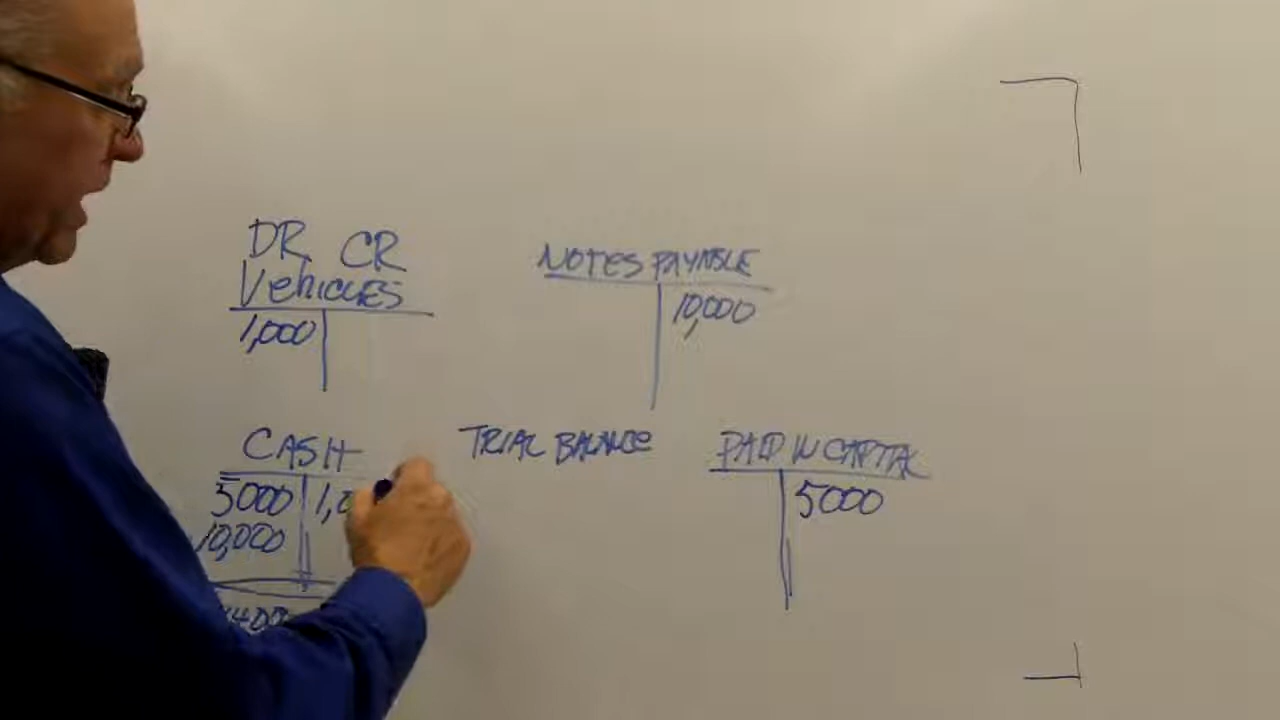 DR CR
Vehicles
1,000
NOTES PAYABLE
10,000
CASH
5000
10,000
TRIAL BALANCE
PAID IN CAPITAL
5000